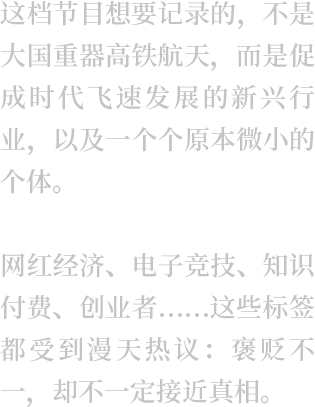 这档节目想要记录的，不是
大国重器高铁航天，而是促
成时代飞速发展的新兴行
业，以及一个个原本微小的
个体。
网红经济、电子竞技、知识
付费、创业者……这些标签
都受到漫天热议：褒贬不
一，却不一定接近真相。